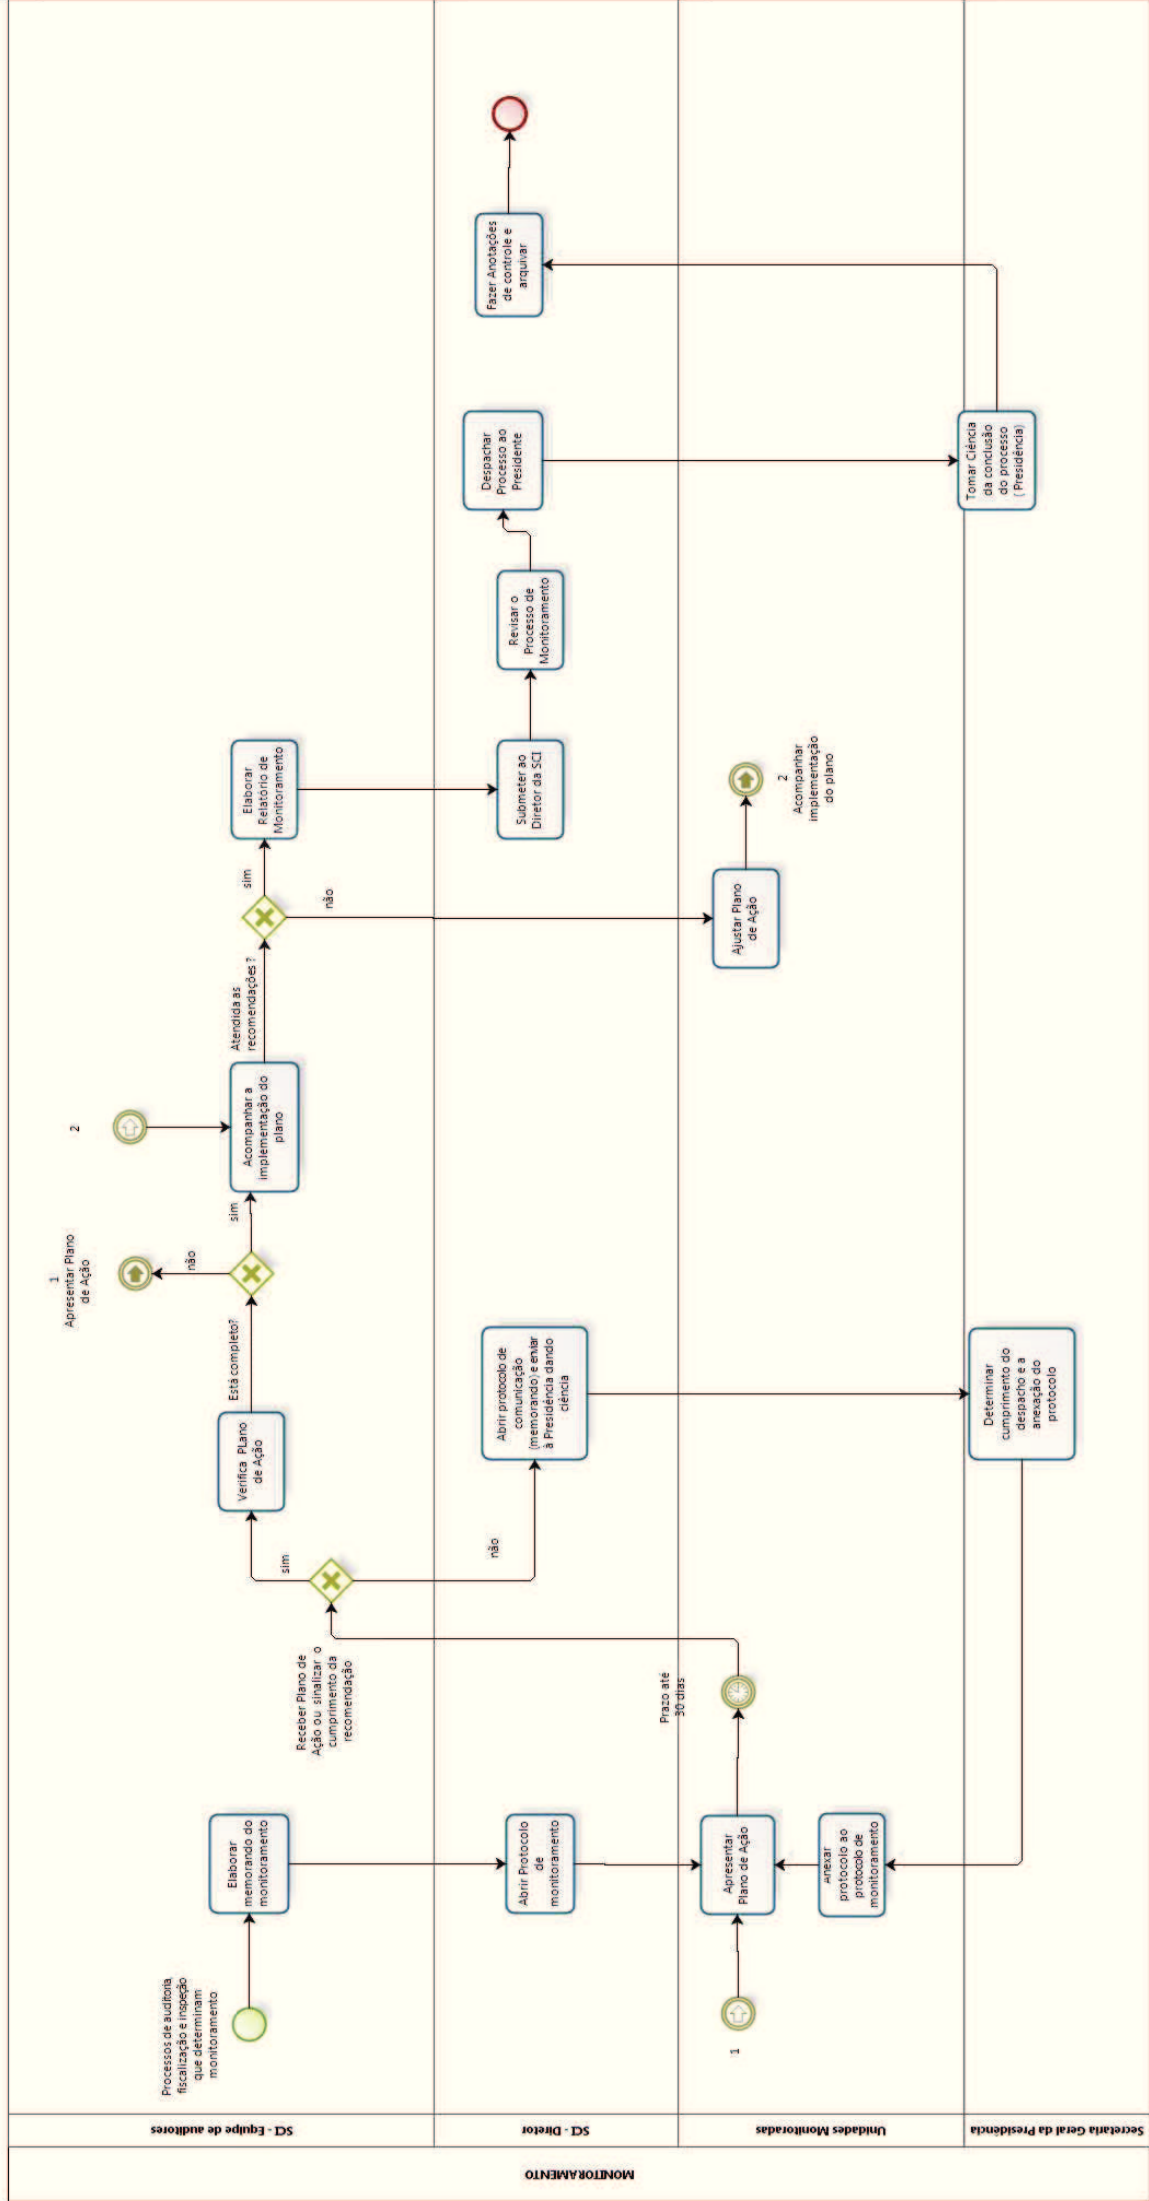 MONITORAMENTO
SCI - Equipe de auditores
SCI - Diretor
Unidades Monitoradas
Secretaria Geral da Presidência
Processos de auditoria,
fiscalização e inspeção
que determinam
monitoramento
Elaborar
memorando do
monitoramento
Abrir Protocolo
de
monitoramento
1
Apresentar
Plano de Ação
Anexar
protocolo ao
protocolo de
monitoramento
Prazo até
30 dias
Receber Plano de
Ação ou sinalizar o
cumprimento da
recomendação
sim
não
Verifica PLano
de Ação
Abrir protocolo de
comunicação
(memorando) e enviar
à Presidência dando
ciência
Determinar
cumprimento do
despacho e a
anexação do
protocolo
Está completo?
não
1
Apresentar Plano
de Ação
sim
2
Acompanhar a
implementação do
plano
Atendida as
recomendações ?
sim
não
Elaborar
Relatório de
Monitoramento
Ajustar Plano
de Ação
2
Acompanhar
implementação
do plano
Submeter ao
Diretor da SCI
Revisar o
Processo de
Monitoramento
Despachar
Processo ao
Presidente
Tomar Ciência
da conclusão
do processo
( Presidência)
Fazer Anotações
de controle e
arquivar